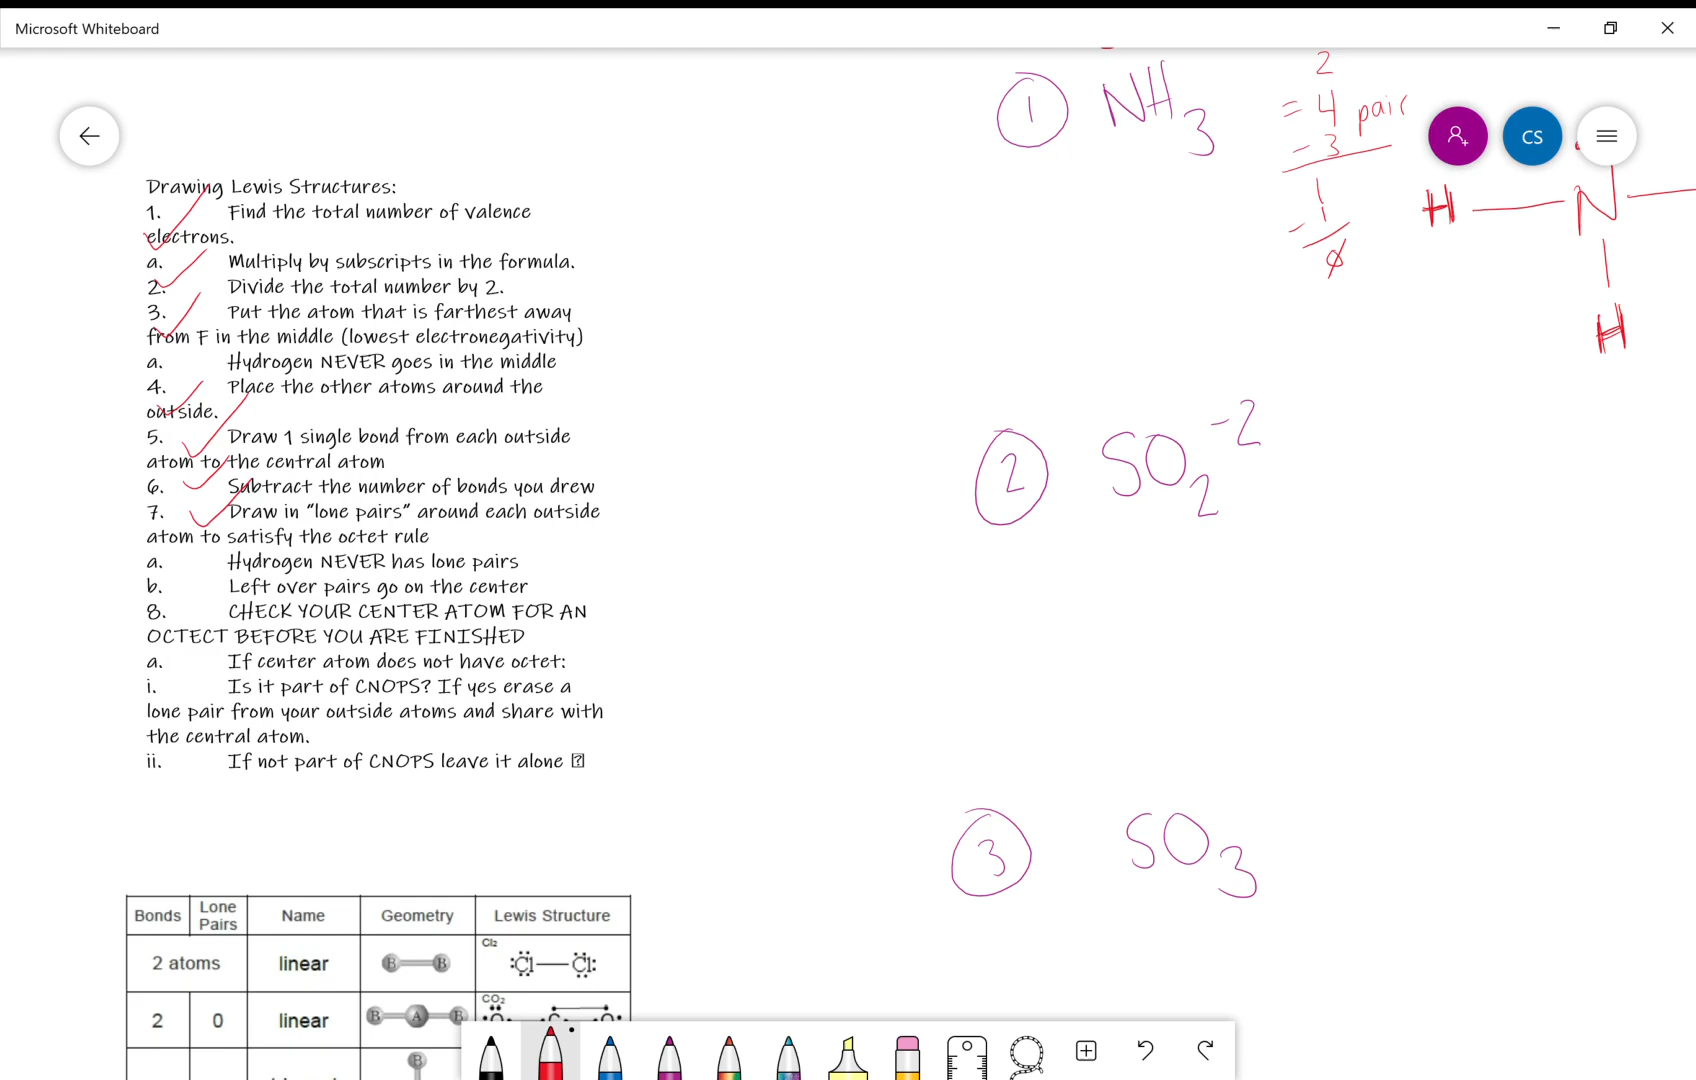 Microsoft Whiteboard
CS
Drawing Lewis Structures:
1. Find the total number of valence
electrons.
a. Multiply by subscripts in the formula.
2. Divide the total number by 2.
3. Put the atom that is farthest away
from F in the middle (lowest electronegativity)
a. Hydrogen NEVER goes in the middle
4. Place the other atoms around the
outside.
5. Draw 1 single bond from each outside
atom to the central atom
6. Subtract the number of bonds you drew
7. Draw in "lone pairs" around each outside
atom to satisfy the octet rule
a. Hydrogen NEVER has lone pairs
b. Left over pairs go on the center
8. CHECK YOUR CENTER ATOM FOR AN
OCTECT BEFORE YOU ARE FINISHED
a. If center atom does not have octet:
i. Is it part of CNOPS? If yes erase a
lone pair from your outside atoms and share with
the central atom.
ii. If not part of CNOPS leave it alone
Bonds Lone Pairs Name Geometry Lewis Structure
2 atoms linear B B Cl2 :Cl—Cl:
2 0 linear B A B CO2
B
1 NH3
2
= 4 pair
- 3
1
- 1
0
H N
H
2 SO2 -2
3 SO3